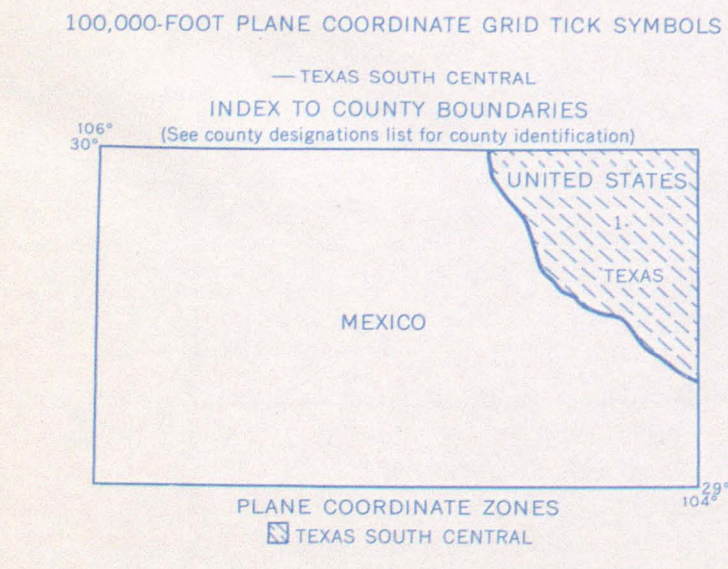 100,000-FOOT PLANE COORDINATE GRID TICK SYMBOLS
— TEXAS SOUTH CENTRAL
INDEX TO COUNTY BOUNDARIES
(See county designations list for county identification)
106°
30°
UNITED STATES
1
TEXAS
MEXICO
29°
104°
PLANE COORDINATE ZONES
TEXAS SOUTH CENTRAL